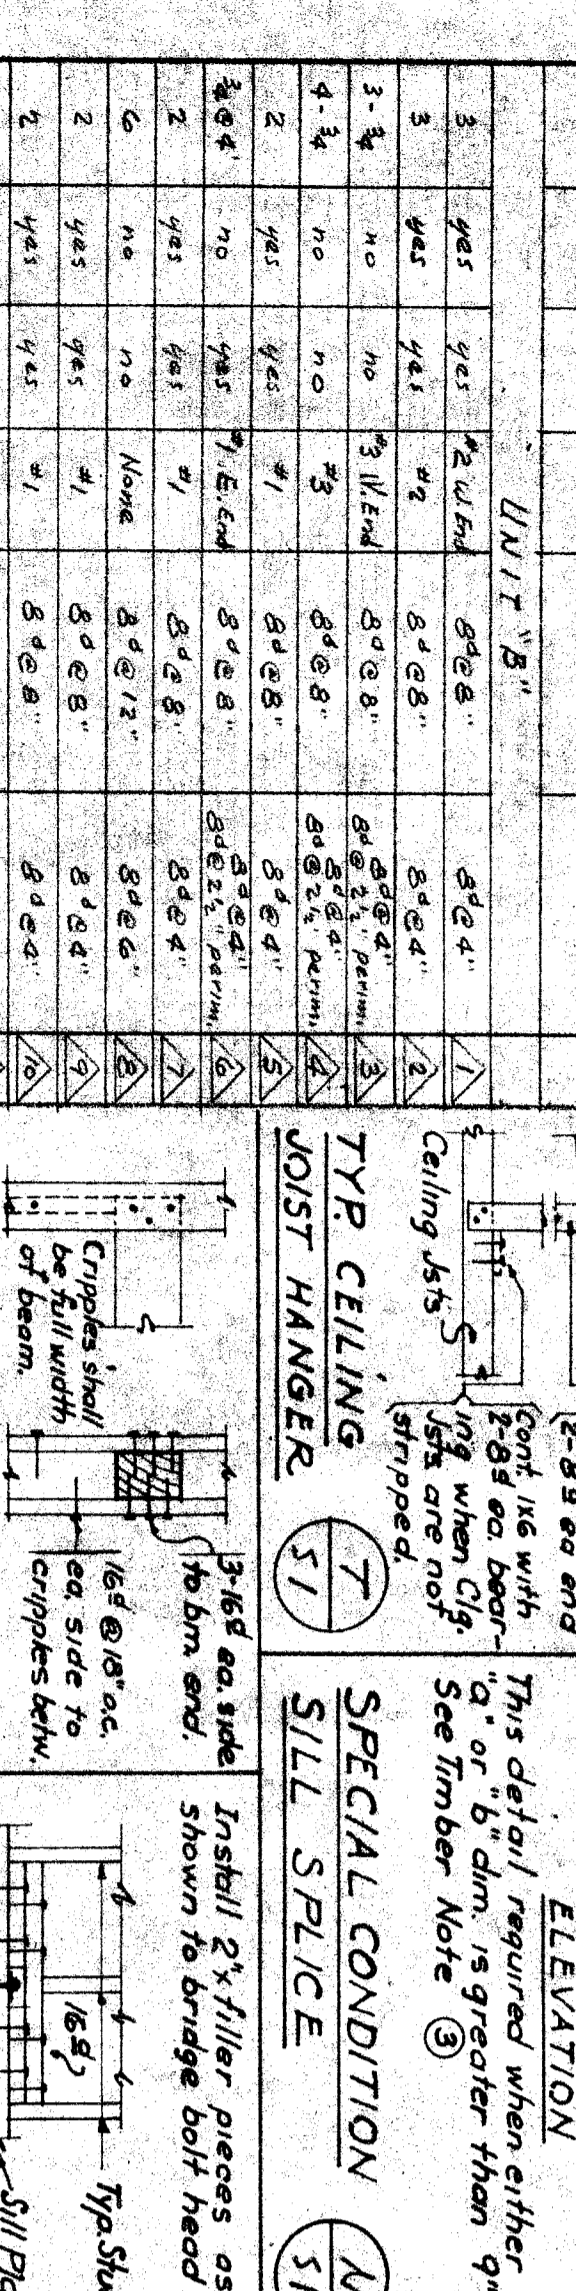 UNIT "B"
3 yes yes #2 W.End 8d@8" 8d@4" 1
3 yes yes #2 8d@8" 8d@4" 2
3-¾ no no #3 8d@8" 8d@4"
8d@2½" perim. 3
4-¾ no no #3 8d@8" 8d@4"
8d@2½" perim. 4
2 yes yes #1 8d@8" 8d@4" 5
¾@4' no yes #1.E.End 8d@8" 8d@4"
8d@2½" perim. 6
2 yes yes #1 8d@8" 8d@4" 7
6 no no None 8d@12" 8d@6" 8
2 yes yes #1 8d@8" 8d@4" 9
2 yes yes #1 8d@8" 8d@4" 10
2-8d ea end
Cont. 1x6 with
2-8d ea. bear-
ing when Clg.
Jsts are not
stripped.
Ceiling Jsts
TYP. CEILING
JOIST HANGER
T
S1
Cripples shall
be full width
of beam.
3-16d ea. side
to bm. end.
16d @ 18" o.c.
ea. side to
cripples betw.
ELEVATION
This detail required when either
"a" or "b" dim. is greater than
See Timber Note 3
SPECIAL CONDITION
SILL SPLICE
N
S1
Install 2"x filler pieces as
shown to bridge bolt head
16d
Typ. Stud
Sill